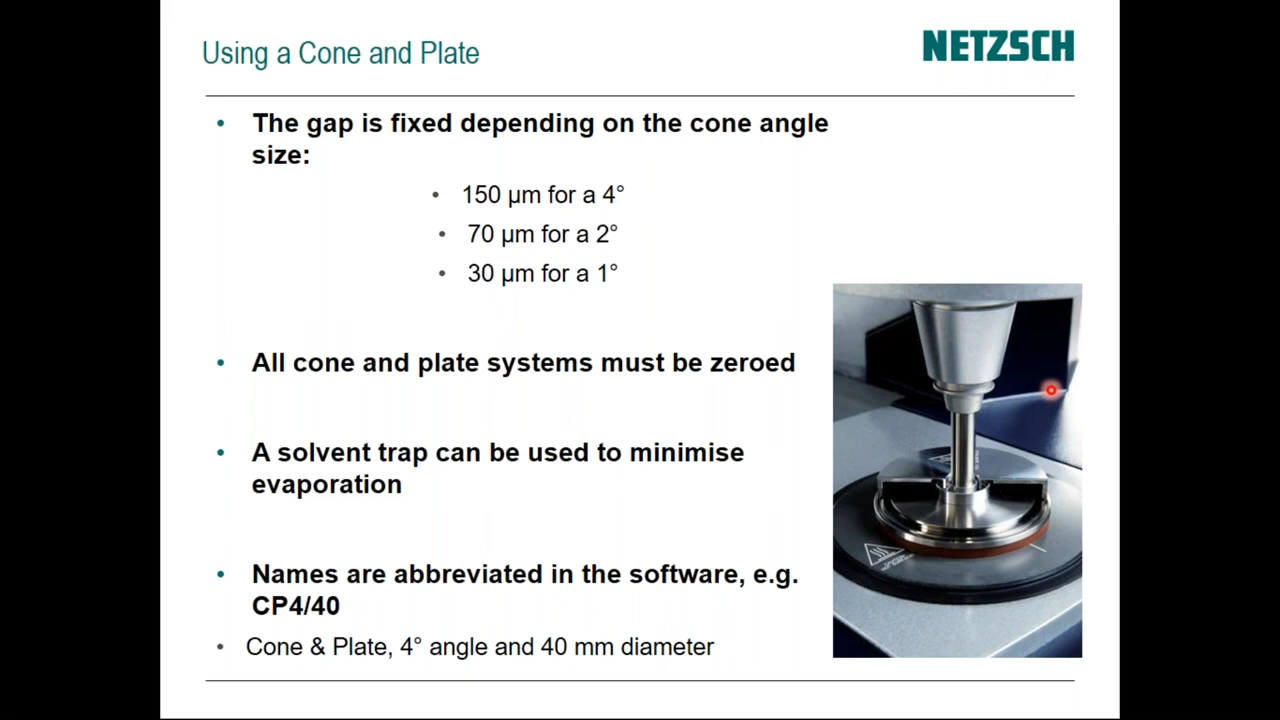 Using a Cone and Plate
NETZSCH
• The gap is fixed depending on the cone angle
size:
• 150 µm for a 4°
• 70 µm for a 2°
• 30 µm for a 1°
• All cone and plate systems must be zeroed
• A solvent trap can be used to minimise
evaporation
• Names are abbreviated in the software, e.g.
CP4/40
• Cone & Plate, 4° angle and 40 mm diameter